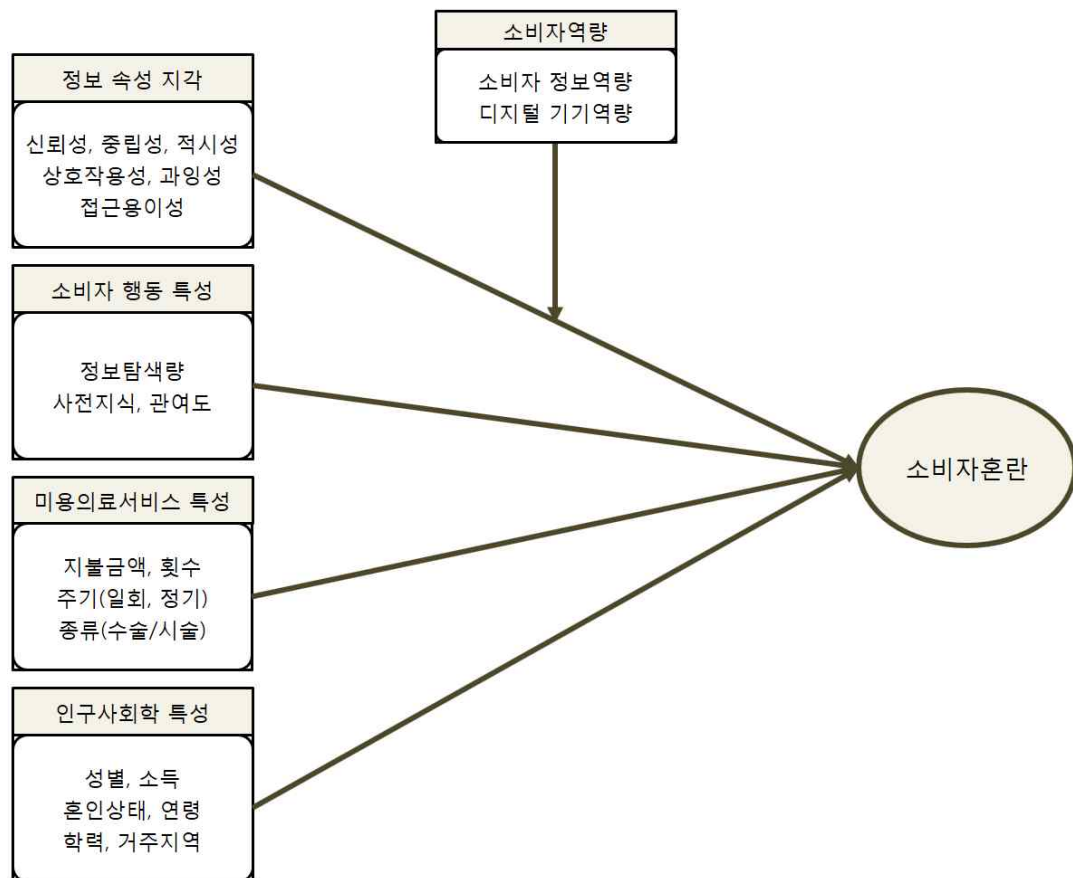 소비자역량
소비자 정보역량
디지털 기기역량
정보 속성 지각
신뢰성, 중립성, 적시성
상호작용성, 과잉성
접근용이성
소비자 행동 특성
정보탐색량
사전지식, 관여도
미용의료서비스 특성
지불금액, 횟수
주기(일회, 정기)
종류(수술/시술)
인구사회학 특성
성별, 소득
혼인상태, 연령
학력, 거주지역
소비자혼란